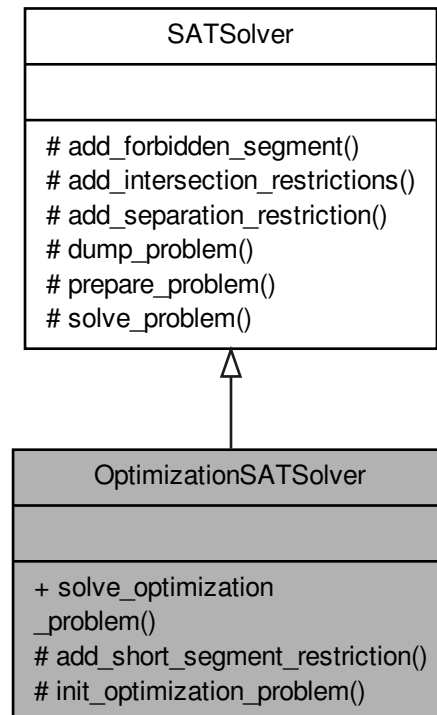 SATSolver
# add_forbidden_segment()
# add_intersection_restrictions()
# add_separation_restriction()
# dump_problem()
# prepare_problem()
# solve_problem()
OptimizationSATSolver
+ solve_optimization
_problem()
# add_short_segment_restriction()
# init_optimization_problem()